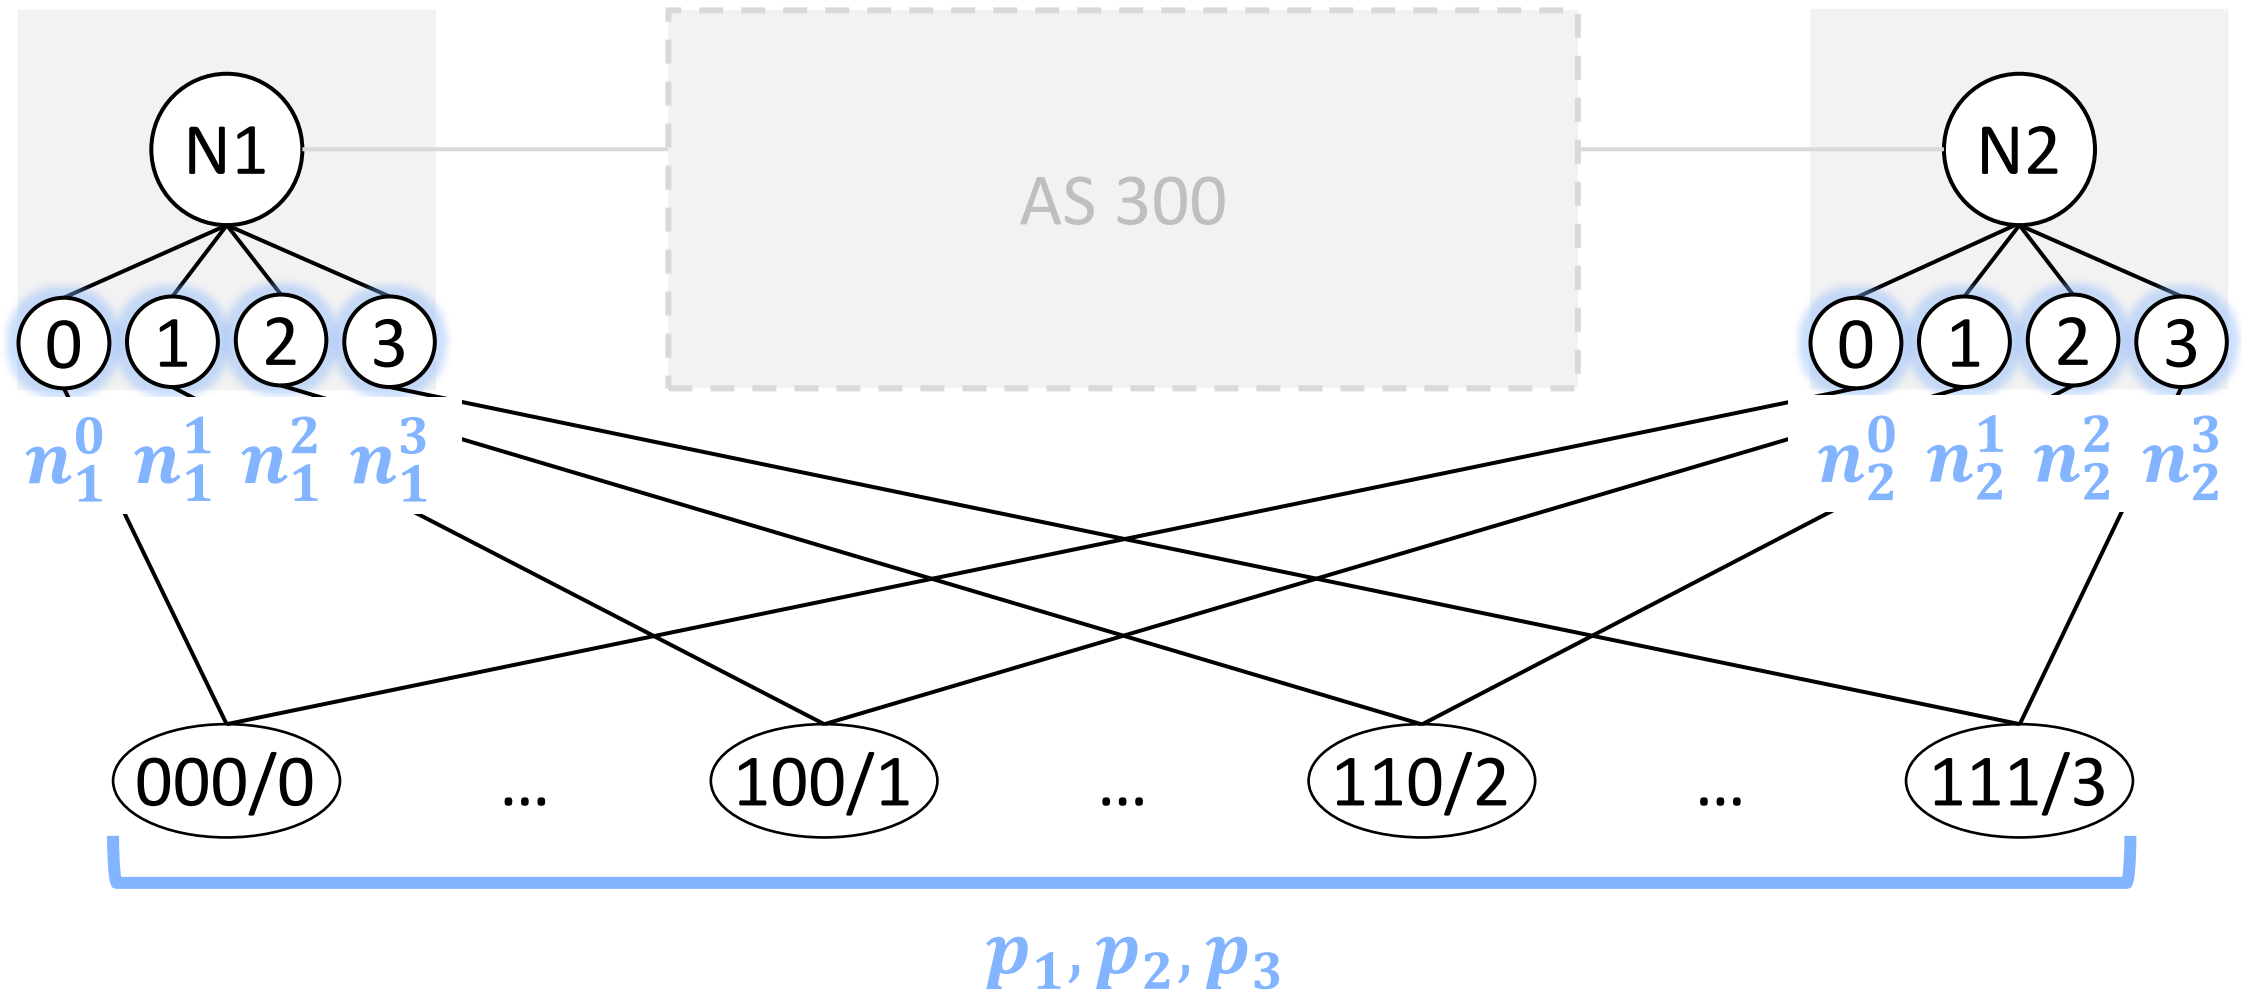 N1 AS 300 N2
0 1 2 3 0 1 2 3
n₁⁰ n₁¹ n₁² n₁³ n₂⁰ n₂¹ n₂² n₂³
000/0 ... 100/1 ... 110/2 ... 111/3
p₁, p₂, p₃